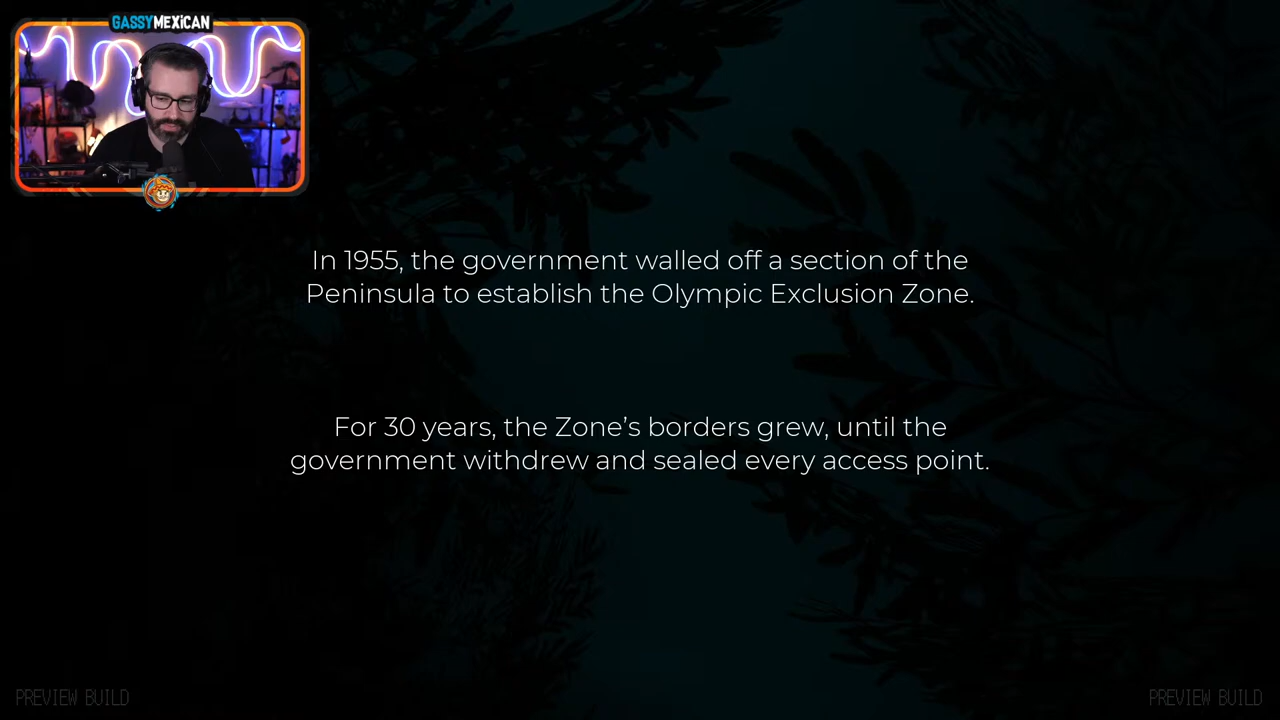 GASSYMEXICAN
In 1955, the government walled off a section of the
Peninsula to establish the Olympic Exclusion Zone.
For 30 years, the Zone’s borders grew, until the
government withdrew and sealed every access point.
PREVIEW BUILD
PREVIEW BUILD